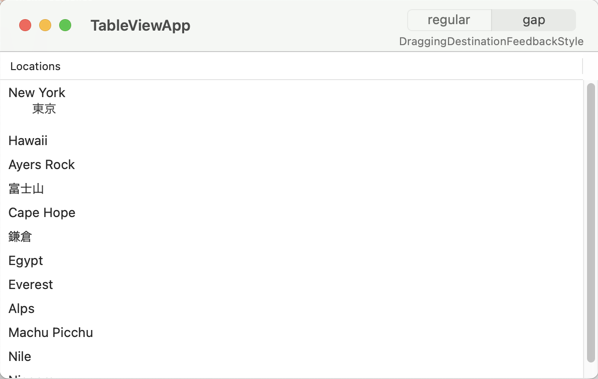 TableViewApp
regular gap
DraggingDestinationFeedbackStyle
Locations
New York
東京
Hawaii
Ayers Rock
富士山
Cape Hope
鎌倉
Egypt
Everest
Alps
Machu Picchu
Nile